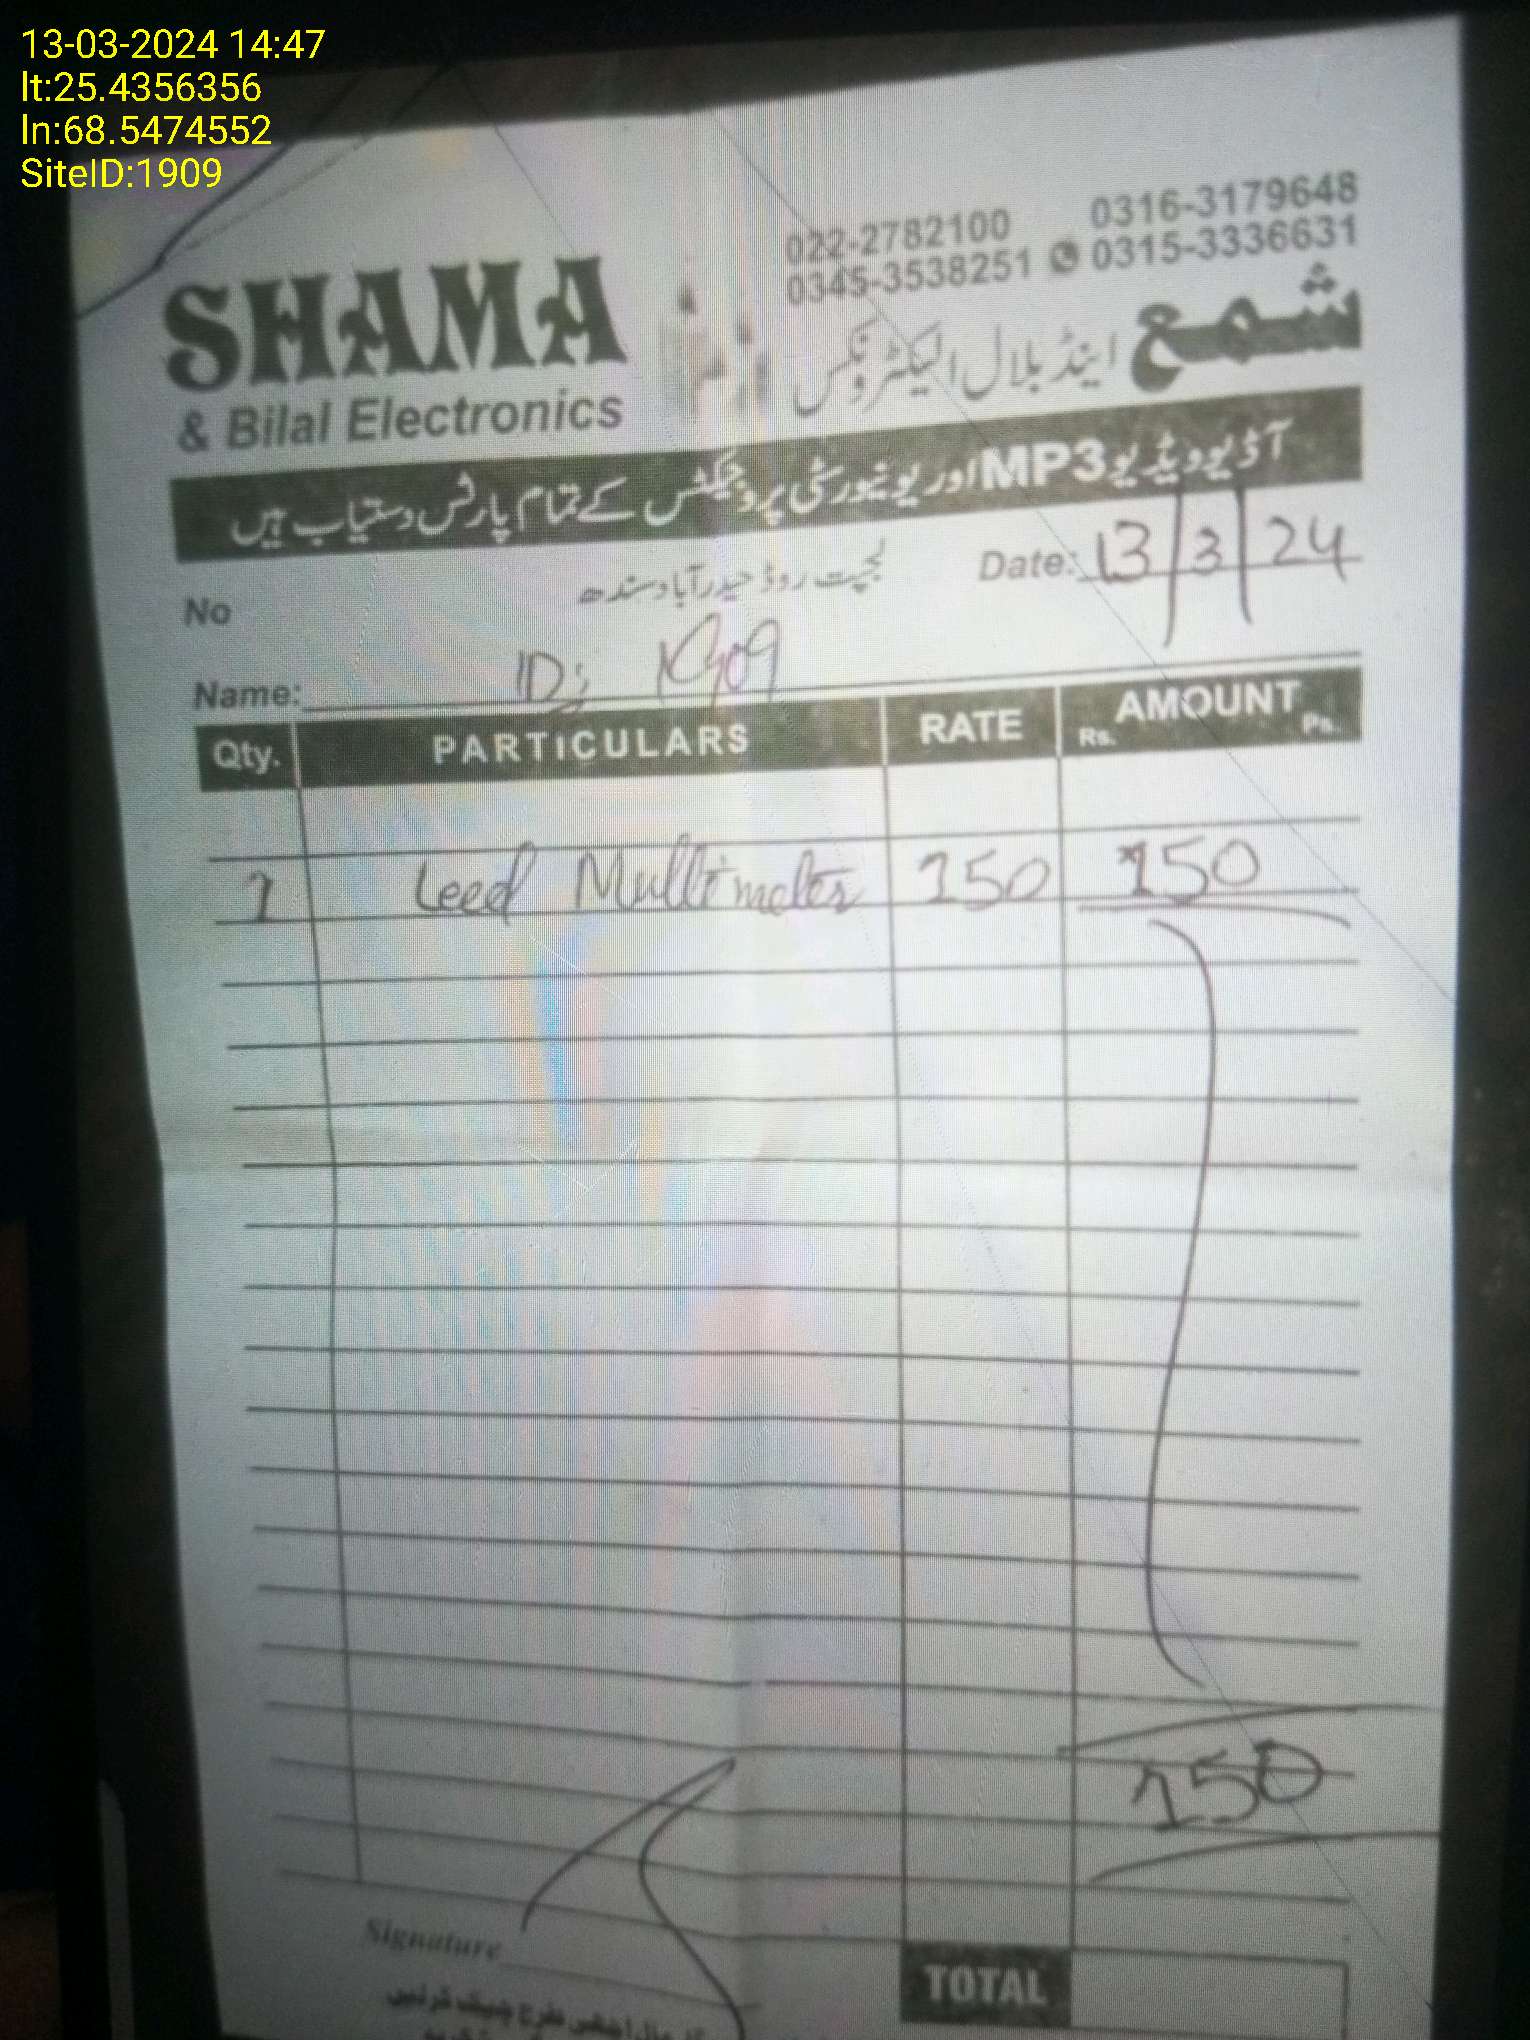 13-03-2024 14:47
lt:25.4356356
ln:68.5474552
SiteID:1909
022-2782100 0316-3179648
0345-3538251 0315-3336631
SHAMA
& Bilal Electronics
شمع اینڈ بلال الیکٹرونکس
آڈیو ویڈیو MP3 اور یونیورسٹی پروجیکٹس کے تمام پارٹس دستیاب ہیں
روڈ حیدرآباد سندھ
Date: 13/3/24
No
Name: ID; 1909
Qty. PARTICULARS RATE AMOUNT
Rs. Ps.
1 Leed Multimeter 150 150
150
Signature
TOTAL